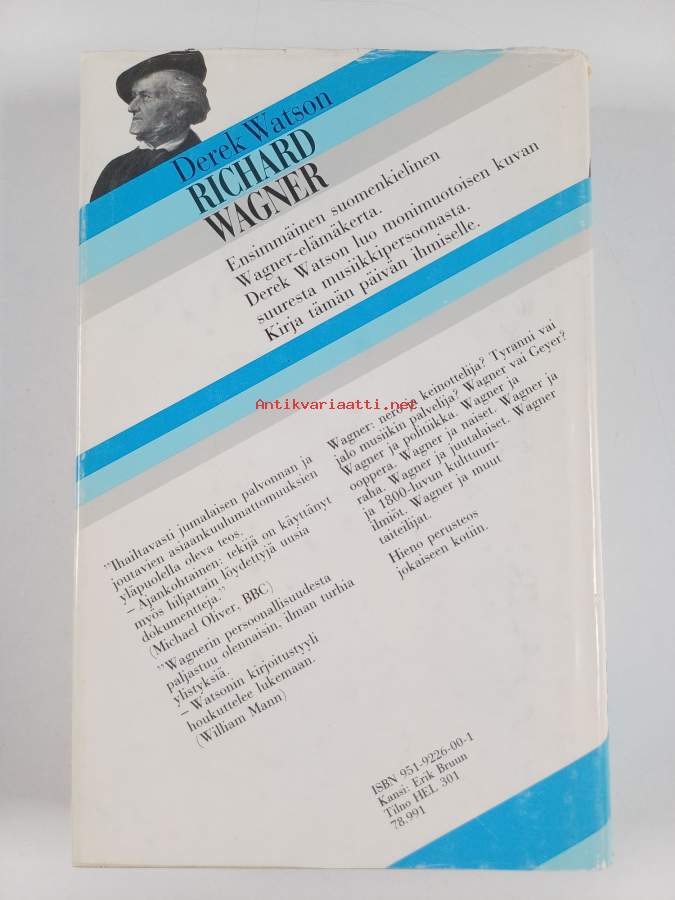 Derek Watson
RICHARD
WAGNER
Ensimmäinen suomenkielinen
Wagner-elämäkerta.
Derek Watson luo monimuotoisen kuvan
suuresta musiikkipersoonasta.
Kirja tämän päivän ihmiselle.
Antikvariaatti.net
Wagner: nero vai keinottelija? Tyranni vai
jalo musiikin palvelija? Wagner vai Geyer?
Wagner ja politiikka. Wagner ja
ooppera. Wagner ja naiset. Wagner ja
raha. Wagner ja juutalaiset. Wagner
ja 1800-luvun kulttuuri-
ilmiöt. Wagner ja muut
taiteilijat.
Hieno perusteos
jokaiseen kotiin.
"Ihailtavasti jumalaisen palvonnan ja
joutavien asiaankuulumattomuuksien
yläpuolella oleva teos.
– Ajankohtainen: tekijä on käyttänyt
myös hiljattain löydettyjä uusia
dokumentteja."
(Michael Oliver, BBC)
"Wagnerin persoonallisuudesta
paljastuu olennaisin, ilman turhia
ylistyksiä.
– Watsonin kirjoitustyyli
houkuttelee lukemaan.
(William Mann)
ISBN 951-9226-00-1
Kansi: Erik Bruun
Tilno HEL 301
78.991